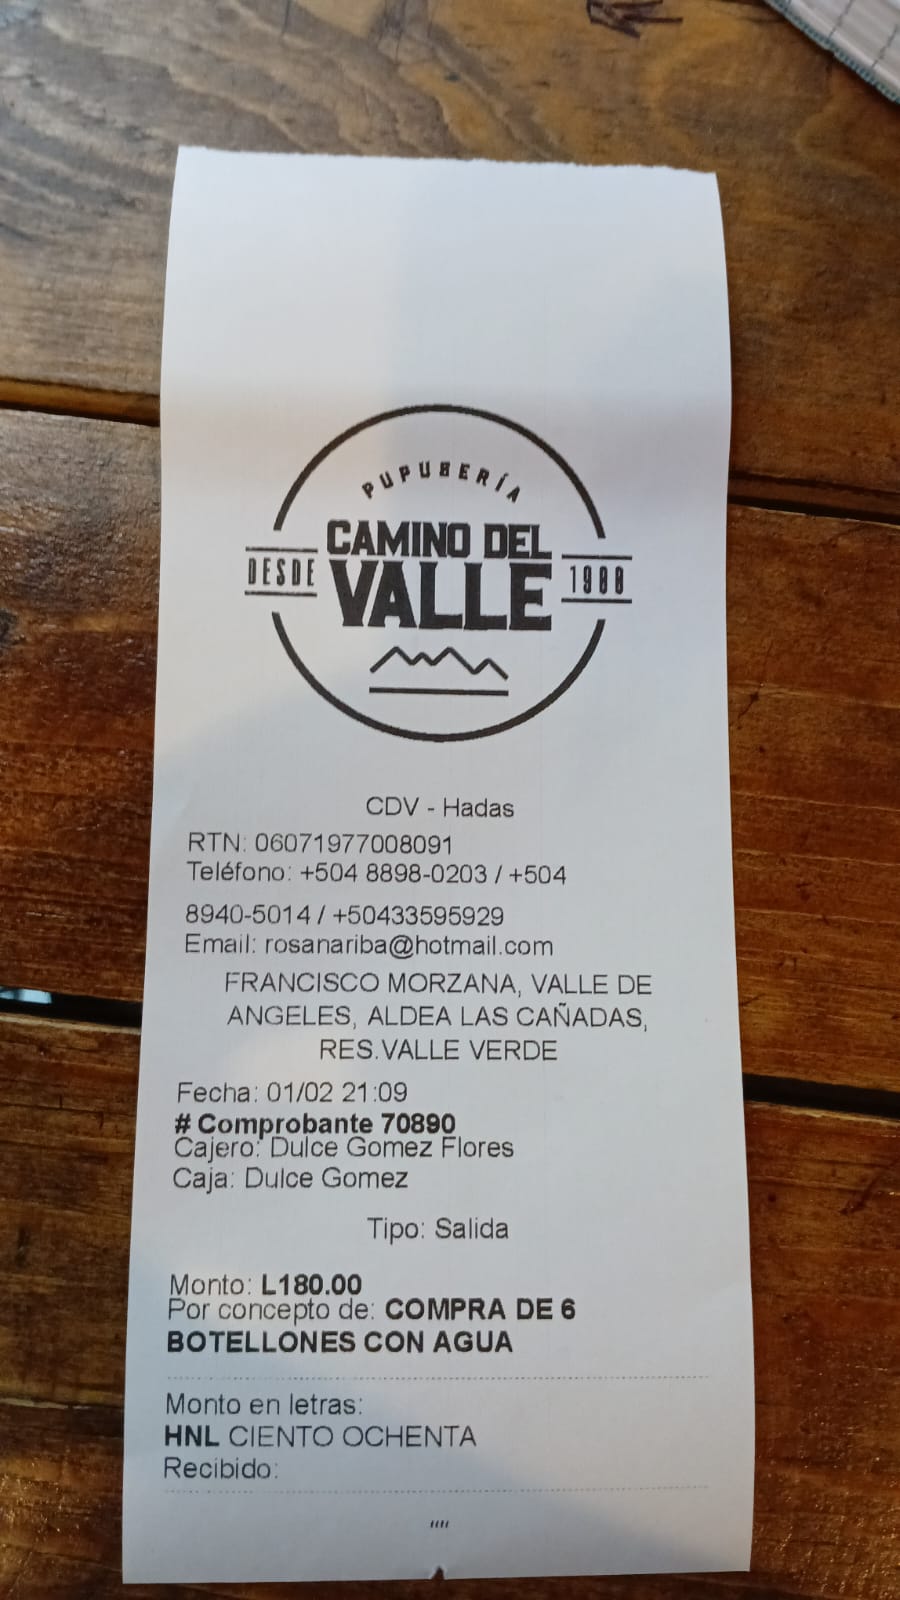 PUPUSERÍA
CAMINO DEL
DESDE VALLE 1988
CDV - Hadas
RTN: 06071977008091
Teléfono: +504 8898-0203 / +504
8940-5014 / +50433595929
Email: rosanariba@hotmail.com
FRANCISCO MORZANA, VALLE DE
ANGELES, ALDEA LAS CAÑADAS,
RES.VALLE VERDE
Fecha: 01/02 21:09
# Comprobante 70890
Cajero: Dulce Gomez Flores
Caja: Dulce Gomez
Tipo: Salida
Monto: L180.00
Por concepto de: COMPRA DE 6
BOTELLONES CON AGUA
Monto en letras:
HNL CIENTO OCHENTA
Recibido:
""